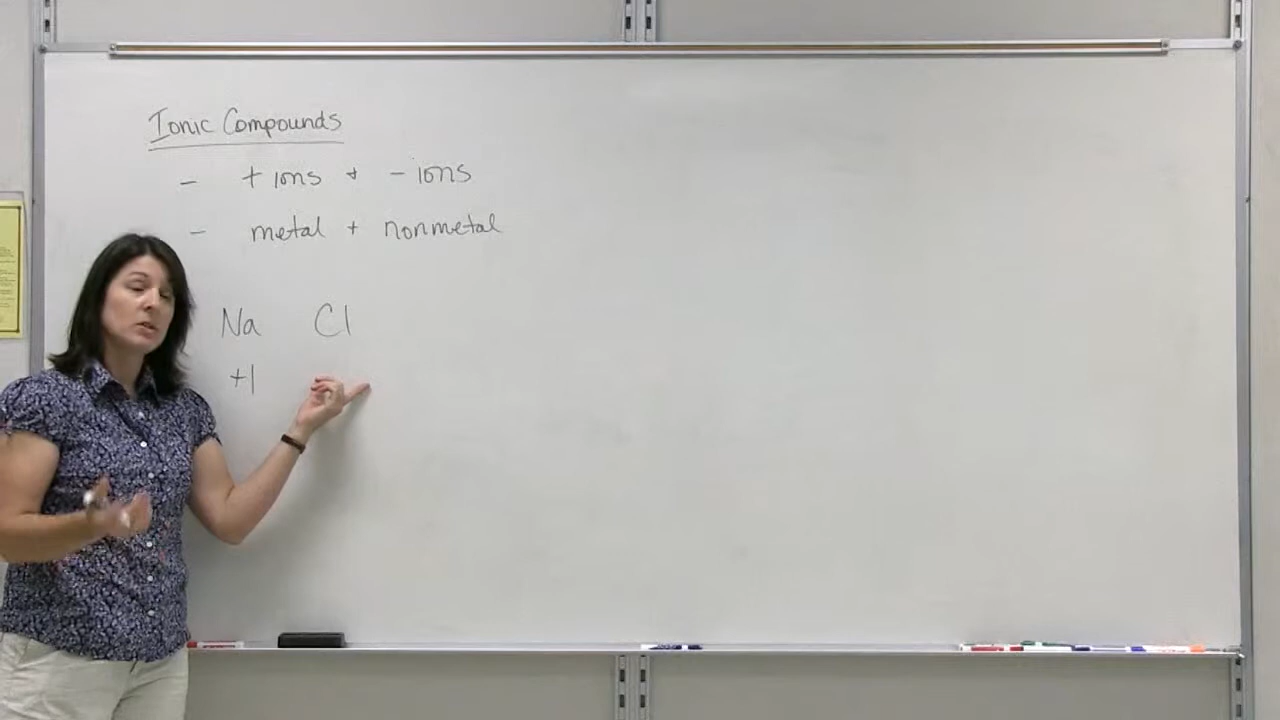 Ionic Compounds
- + ions + - ions
- metal + nonmetal
Na Cl
+1